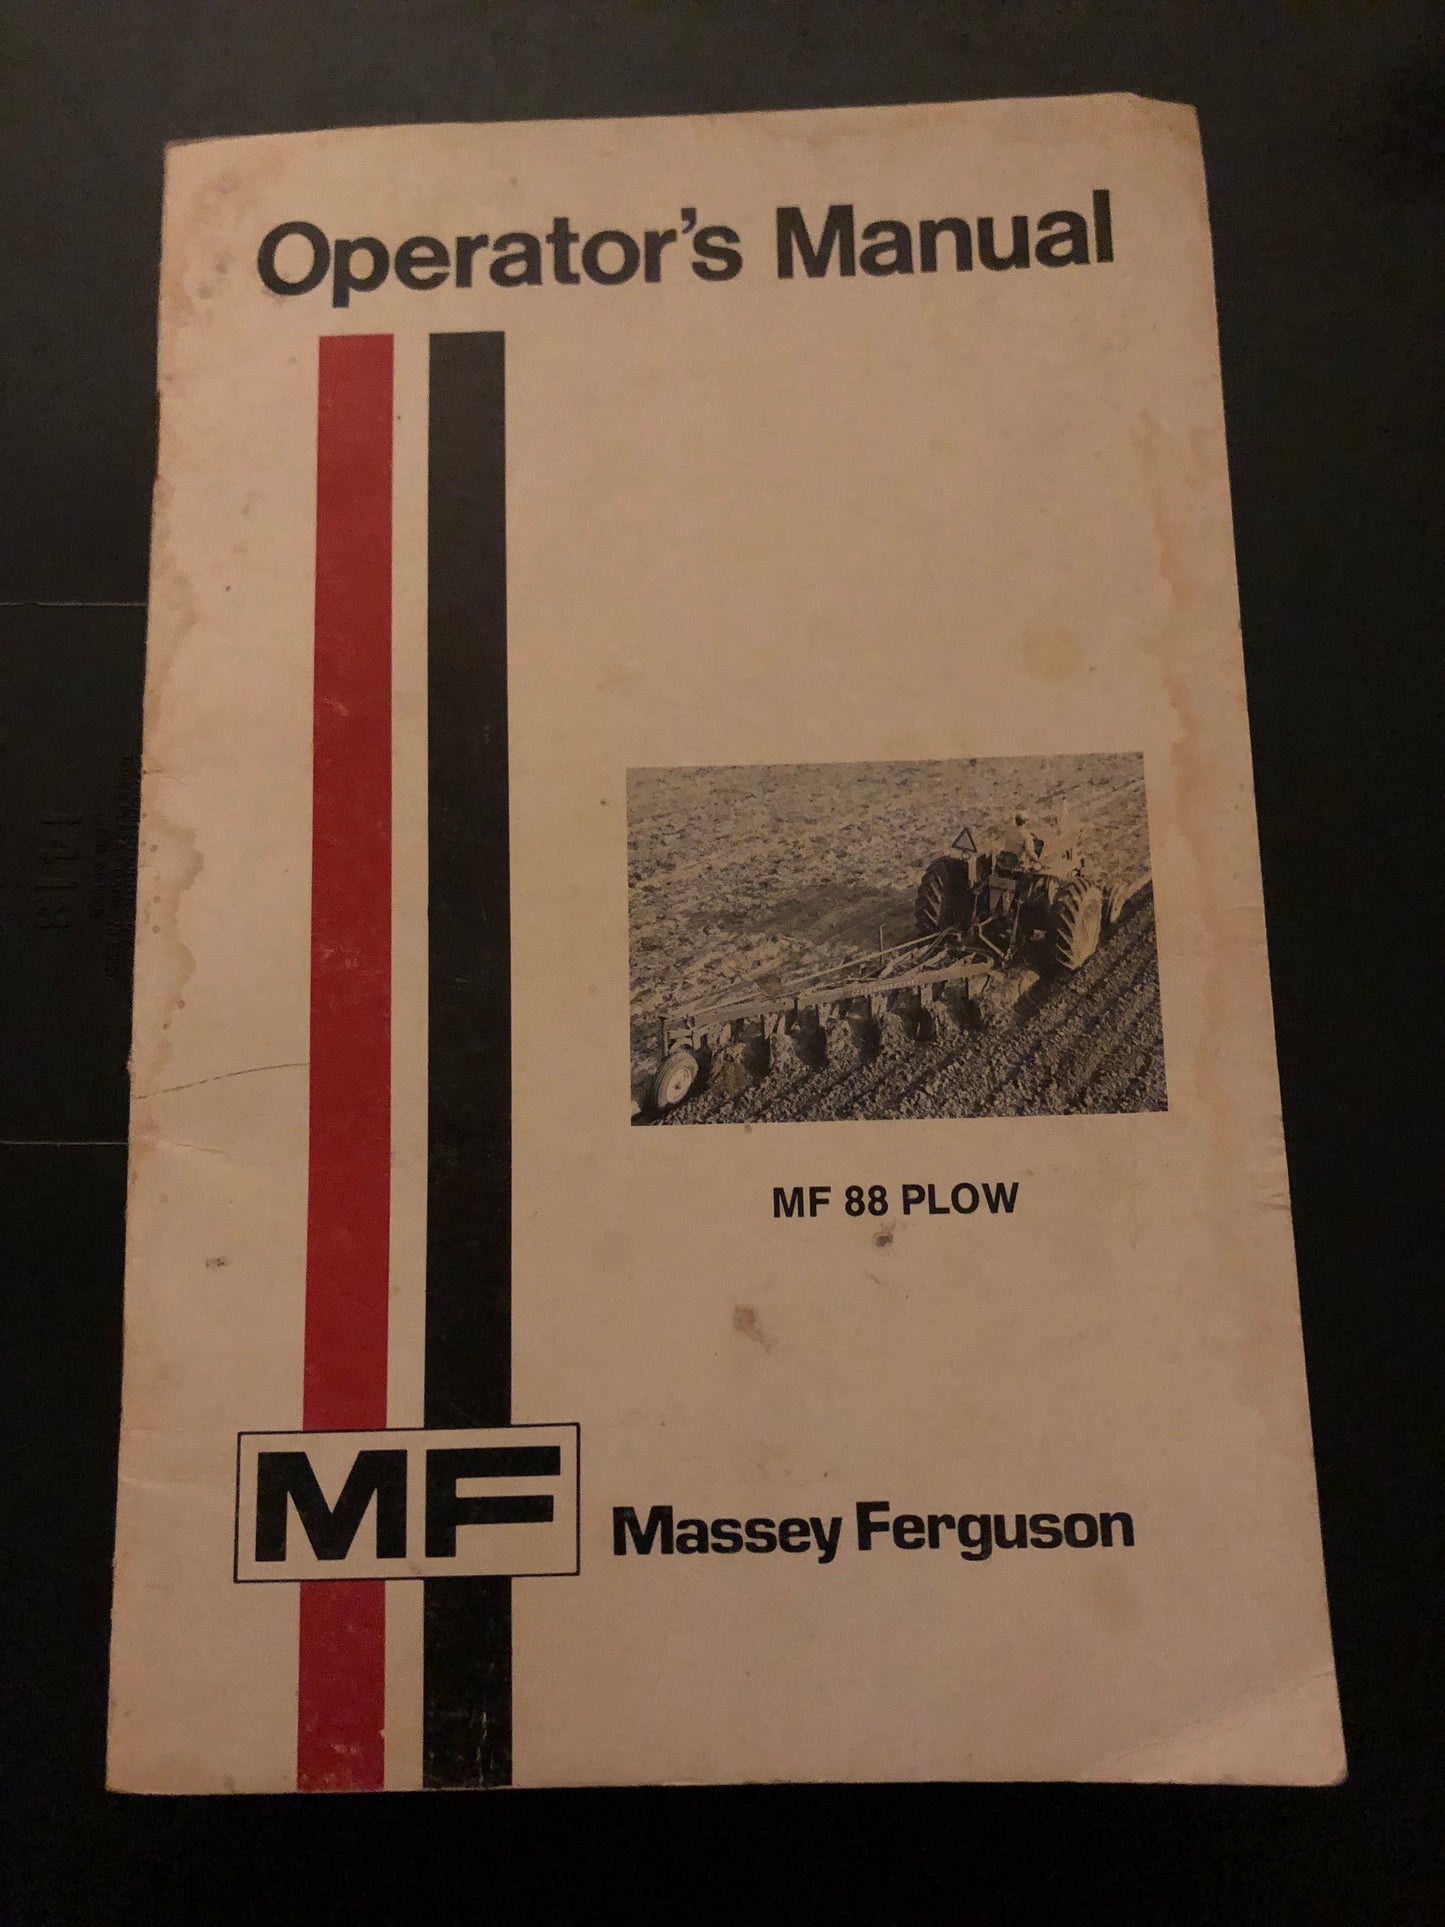 Operator's Manual
MF 88 PLOW
MF
Massey Ferguson